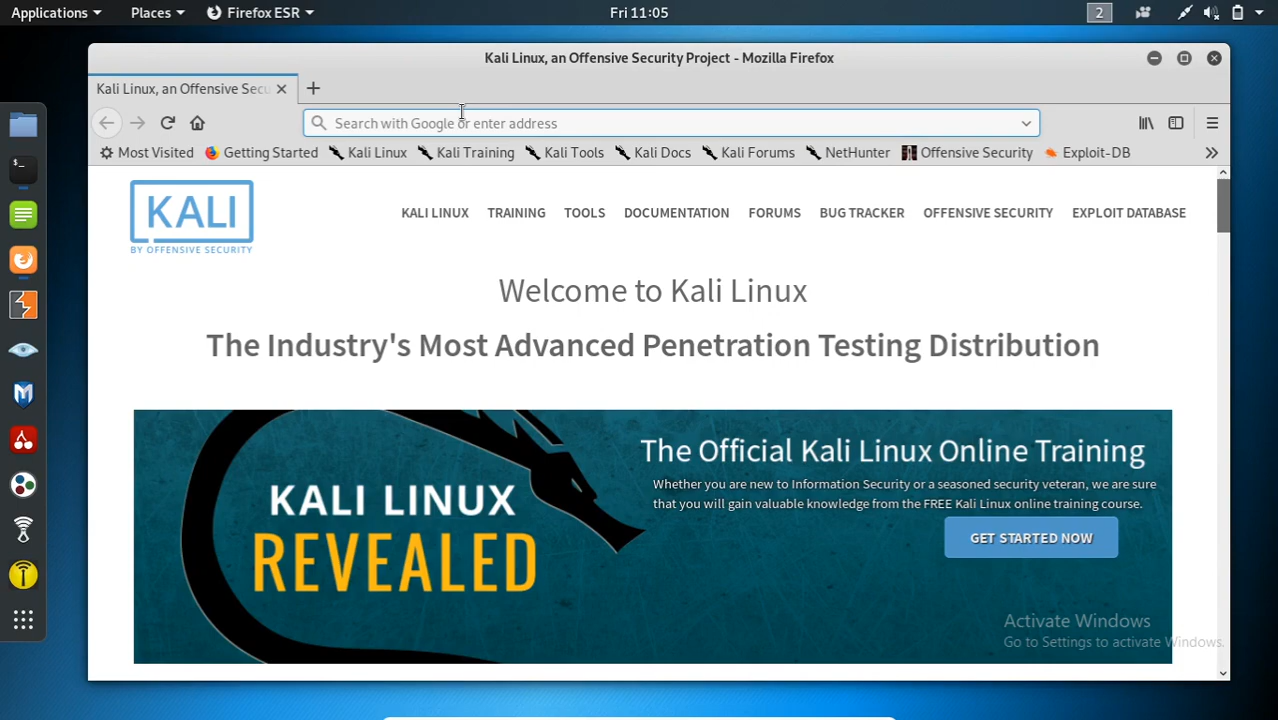 Applications Places Firefox ESR Fri 11:05 2
Kali Linux, an Offensive Security Project - Mozilla Firefox
Kali Linux, an Offensive Secu
Search with Google or enter address
Most Visited Getting Started Kali Linux Kali Training Kali Tools Kali Docs Kali Forums NetHunter Offensive Security Exploit-DB
KALI
BY OFFENSIVE SECURITY
KALI LINUX TRAINING TOOLS DOCUMENTATION FORUMS BUG TRACKER OFFENSIVE SECURITY EXPLOIT DATABASE
Welcome to Kali Linux
The Industry's Most Advanced Penetration Testing Distribution
KALI LINUX
REVEALED
The Official Kali Linux Online Training
Whether you are new to Information Security or a seasoned security veteran, we are sure
that you will gain valuable knowledge from the FREE Kali Linux online training course.
GET STARTED NOW
Activate Windows
Go to Settings to activate Windows.